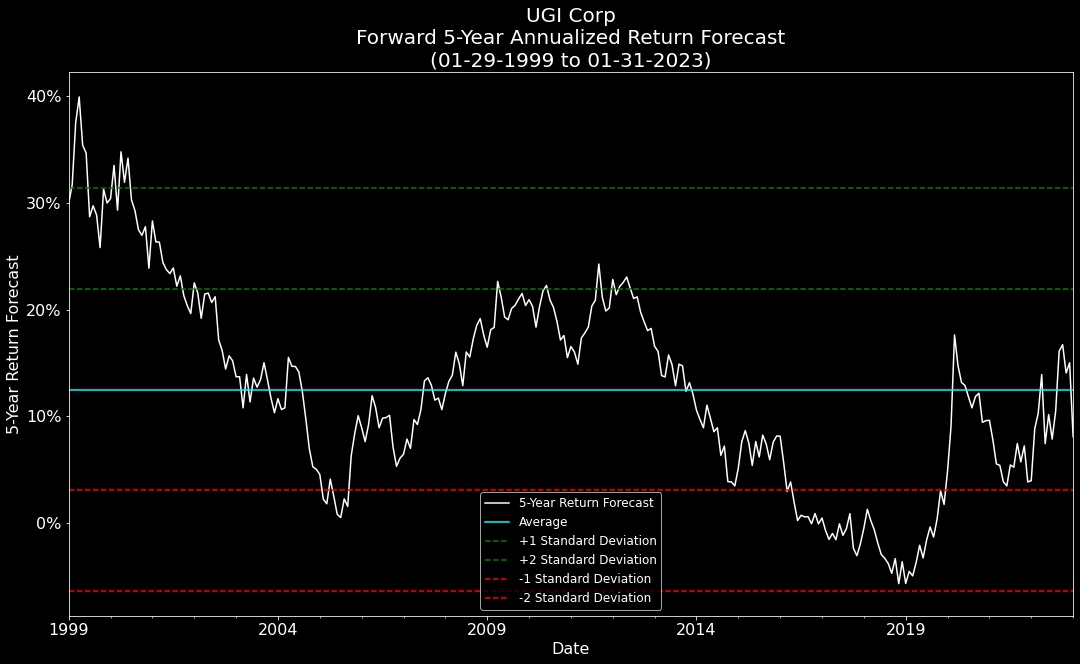 UGI Corp
Forward 5-Year Annualized Return Forecast
(01-29-1999 to 01-31-2023)
40%
30%
20%
10%
0%
5-Year Return Forecast
5-Year Return Forecast
Average
+1 Standard Deviation
+2 Standard Deviation
-1 Standard Deviation
-2 Standard Deviation
1999 2004 2009 2014 2019
Date